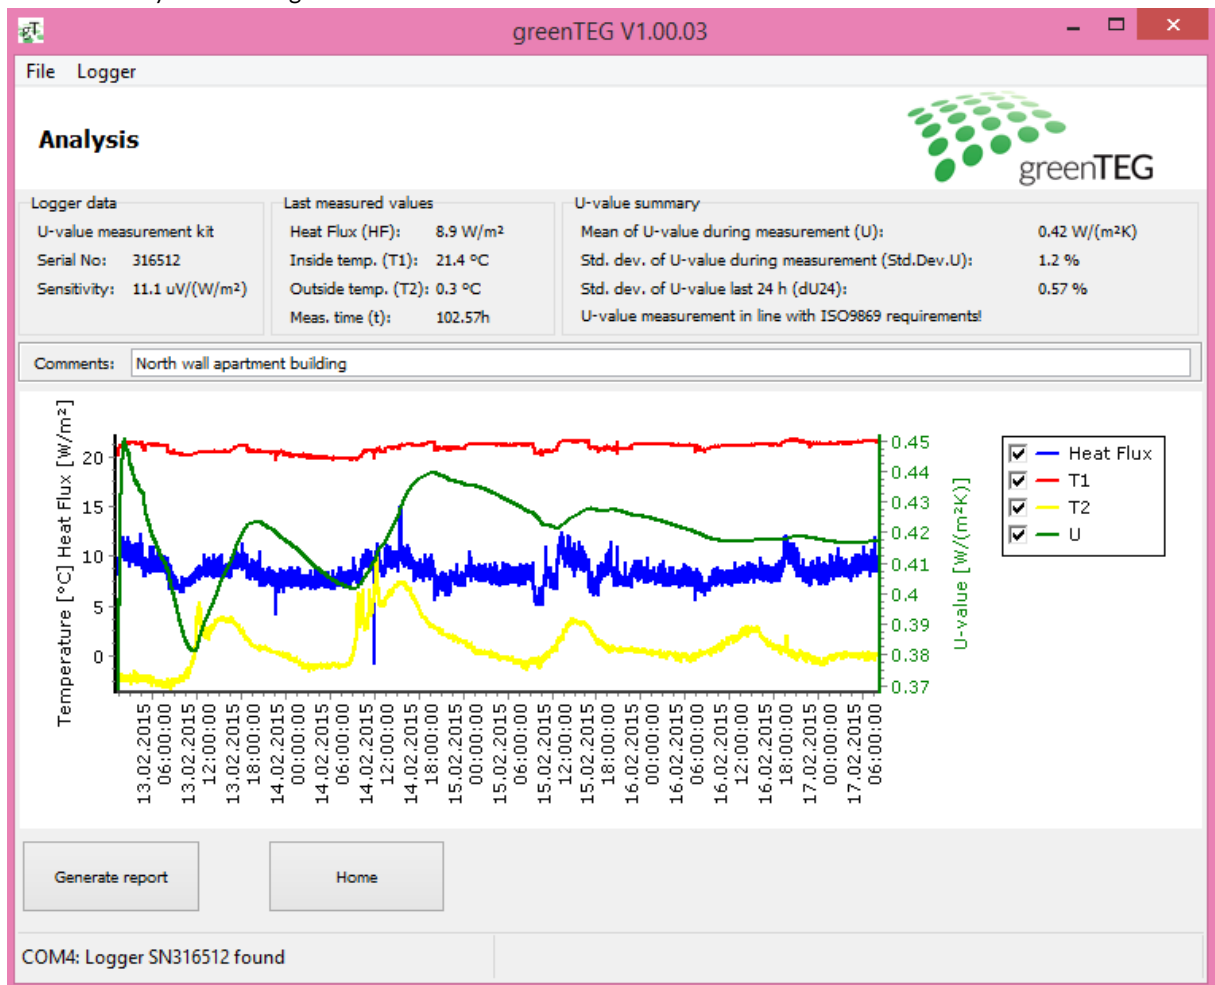 gT greenTEG V1.00.03
File Logger
Analysis
greenTEG
Logger data
U-value measurement kit
Serial No: 316512
Sensitivity: 11.1 uV/(W/m²)
Last measured values
Heat Flux (HF): 8.9 W/m²
Inside temp. (T1): 21.4 ºC
Outside temp. (T2): 0.3 ºC
Meas. time (t): 102.57h
U-value summary
Mean of U-value during measurement (U): 0.42 W/(m²K)
Std. dev. of U-value during measurement (Std.Dev.U): 1.2 %
Std. dev. of U-value last 24 h (dU24): 0.57 %
U-value measurement in line with ISO9869 requirements!
Comments: North wall apartment building
Temperature [°C] Heat Flux [W/m²]
20
15
10
5
0
0.45
0.44
0.43
0.42
0.41
0.4
0.39
0.38
0.37
U-value [W/(m²K)]
Heat Flux
T1
T2
U
13.02.2015
06:00:00
13.02.2015
12:00:00
13.02.2015
18:00:00
14.02.2015
00:00:00
14.02.2015
06:00:00
14.02.2015
12:00:00
14.02.2015
18:00:00
15.02.2015
00:00:00
15.02.2015
06:00:00
15.02.2015
12:00:00
15.02.2015
18:00:00
16.02.2015
00:00:00
16.02.2015
06:00:00
16.02.2015
12:00:00
16.02.2015
18:00:00
17.02.2015
00:00:00
17.02.2015
06:00:00
Generate report
Home
COM4: Logger SN316512 found